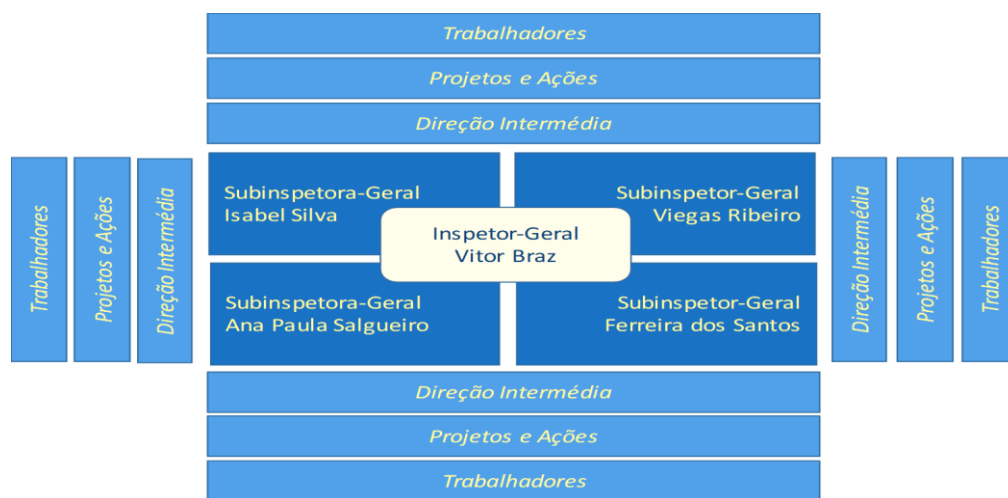 Trabalhadores
Projetos e Ações
Direção Intermédia
Trabalhadores
Projetos e Ações
Direção Intermédia
Subinspetora-Geral
Isabel Silva
Subinspetor-Geral
Viegas Ribeiro
Inspetor-Geral
Vitor Braz
Subinspetora-Geral
Ana Paula Salgueiro
Subinspetor-Geral
Ferreira dos Santos
Direção Intermédia
Projetos e Ações
Trabalhadores
Direção Intermédia
Projetos e Ações
Trabalhadores